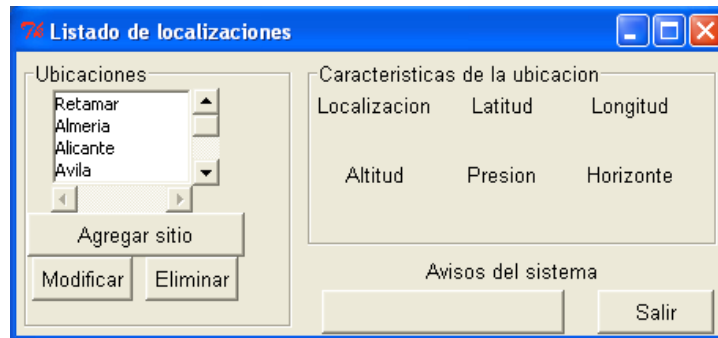 Listado de localizaciones
Ubicaciones
Retamar
Almeria
Alicante
Avila
Agregar sitio
Modificar Eliminar
Caracteristicas de la ubicacion
Localizacion Latitud Longitud
Altitud Presion Horizonte
Avisos del sistema
Salir